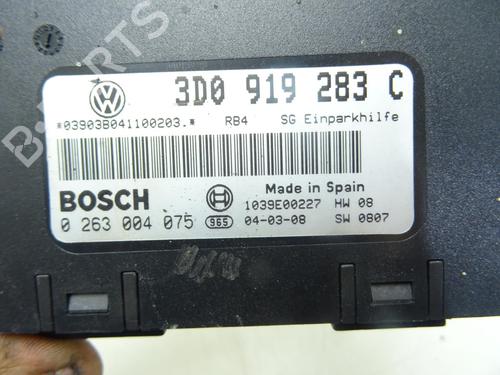 B-PARTS
3D0 919 283 C
*03903B041100203.* RB4 SG Einparkhilfe
BOSCH
Made in Spain
1039E00227 HW 08
0 263 004 075 965 04-03-08 SW 0807